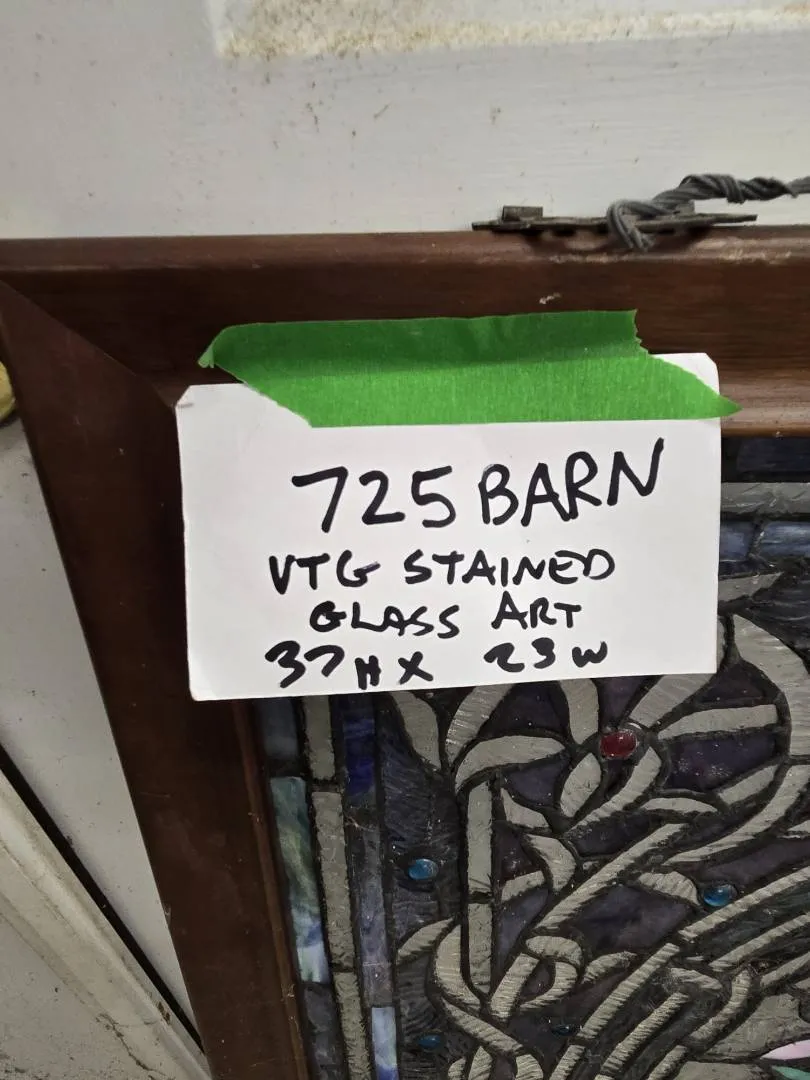 725 BARN
VTG STAINED
GLASS ART
37H X 23W